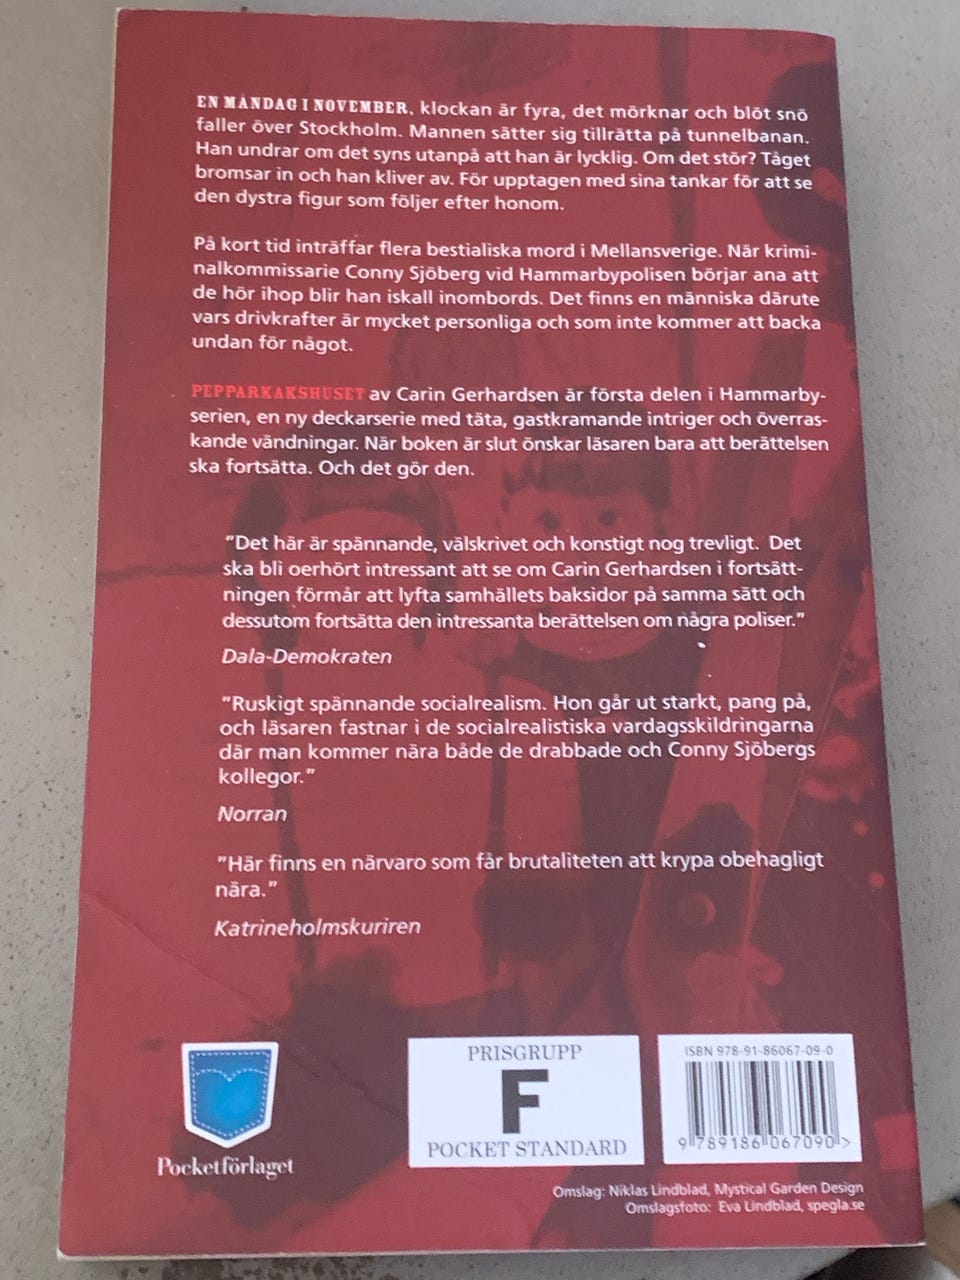 EN MÅNDAG I NOVEMBER, klockan är fyra, det mörknar och blöt snö
faller över Stockholm. Mannen sätter sig tillrätta på tunnelbanan.
Han undrar om det syns utanpå att han är lycklig. Om det stör? Tåget
bromsar in och han kliver av. För upptagen med sina tankar för att se
den dystra figur som följer efter honom.
På kort tid inträffar flera bestialiska mord i Mellansverige. När krimi-
nalkommissarie Conny Sjöberg vid Hammarbypolisen börjar ana att
de hör ihop blir han iskall inombords. Det finns en människa därute
vars drivkrafter är mycket personliga och som inte kommer att backa
undan för något.
PEPPARKAKSHUSET av Carin Gerhardsen är första delen i Hammarby-
serien, en ny deckarserie med täta, gastkramande intriger och överras-
kande vändningar. När boken är slut önskar läsaren bara att berättelsen
ska fortsätta. Och det gör den.
"Det här är spännande, välskrivet och konstigt nog trevligt. Det
ska bli oerhört intressant att se om Carin Gerhardsen i fortsätt-
ningen förmår att lyfta samhällets baksidor på samma sätt och
dessutom fortsätta den intressanta berättelsen om några poliser."
Dala-Demokraten
"Ruskigt spännande socialrealism. Hon går ut starkt, pang på,
och läsaren fastnar i de socialrealistiska vardagsskildringarna
där man kommer nära både de drabbade och Conny Sjöbergs
kollegor."
Norran
"Här finns en närvaro som får brutaliteten att krypa obehagligt
nära."
Katrineholmskuriren
Pocketförlaget
PRISGRUPP
F
POCKET STANDARD
ISBN 978-91-86067-09-0
9 789186 067090 >
Omslag: Niklas Lindblad, Mystical Garden Design
Omslagsfoto: Eva Lindblad, spegla.se